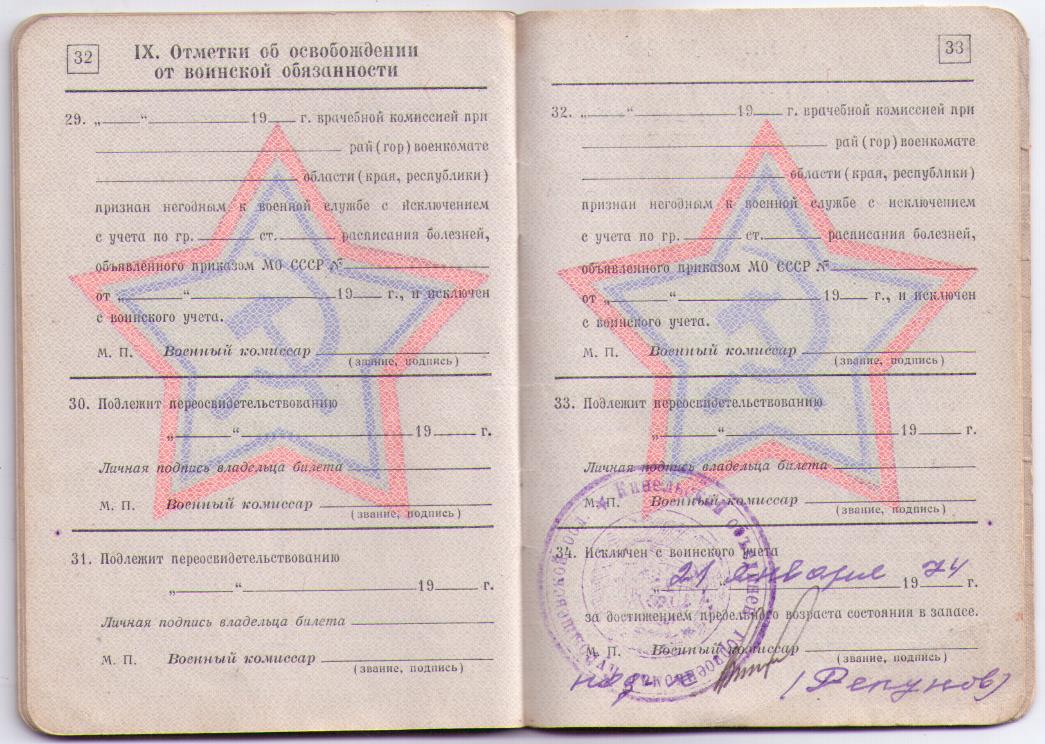 32
IX. Отметки об освобождении
от воинской обязанности
29. „ “ 19 г. врачебной комиссией при
рай (гор) военкомате
области (края, республики)
признан негодным к военной службе с исключением
с учета по гр. ст. расписания болезней,
объявленного приказом МО СССР №
от „ “ 19 г., и исключен
с воинского учета.
М. П. Военный комиссар
(звание, подпись)
30. Подлежит переосвидетельствованию
„ “ 19 г.
Личная подпись владельца билета
М. П. Военный комиссар
(звание, подпись)
31. Подлежит переосвидетельствованию
„ “ 19 г.
Личная подпись владельца билета
М. П. Военный комиссар
(звание, подпись)
33
32. „ “ 19 г. врачебной комиссией при
рай (гор) военкомате
области (края, республики)
признан негодным к военной службе с исключением
с учета по гр. ст. расписания болезней,
объявленного приказом МО СССР №
от „ “ 19 г., и исключен
с воинского учета.
М. П. Военный комиссар
(звание, подпись)
33. Подлежит переосвидетельствованию
„ “ 19 г.
Личная подпись владельца билета
М. П. Военный комиссар
(звание, подпись)
34. Исключен с воинского учета
„21 января 1974 г.
за достижением предельного возраста состояния в запасе.
М. П. Военный комиссар
(звание, подпись)
(Репунов)